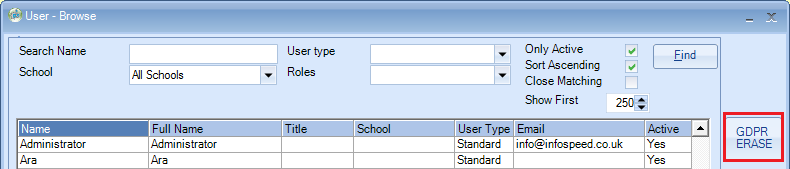 User - Browse
Search Name
User type
Only Active
Find
Sort Ascending
School
All Schools
Roles
Close Matching
Show First
250
GDPR
ERASE
Name Full Name Title School User Type Email Active
Administrator Administrator Standard info@infospeed.co.uk Yes
Ara Ara Standard Yes